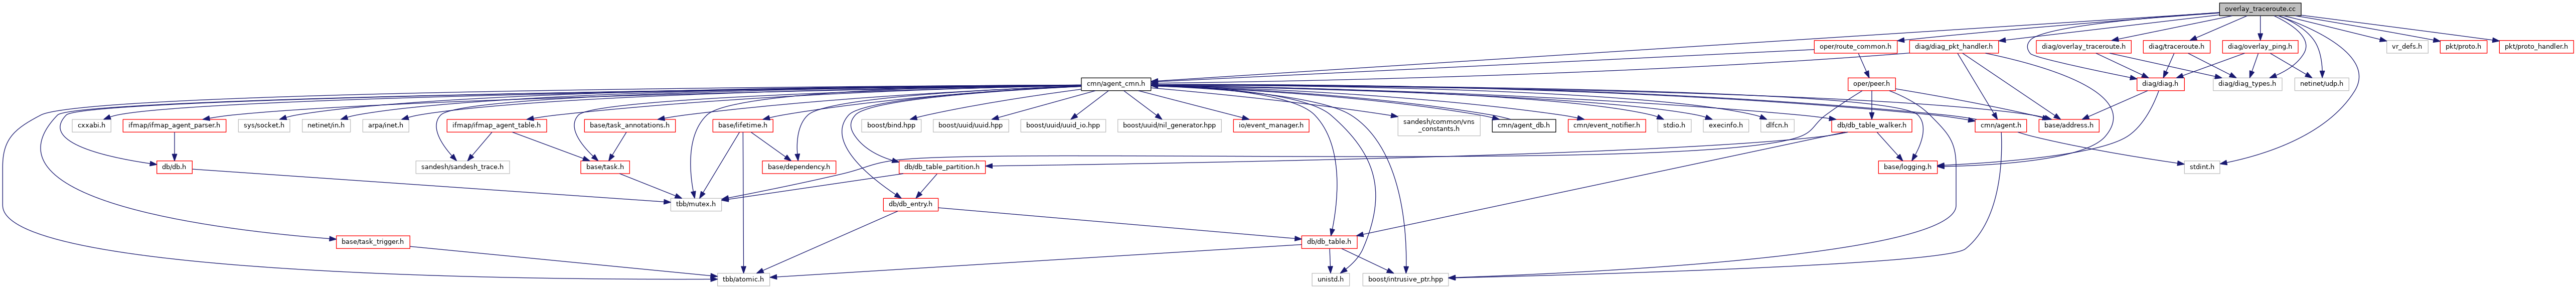 overlay_traceroute.cc
oper/route_common.h
diag/diag_pkt_handler.h
diag/overlay_traceroute.h
diag/traceroute.h
diag/overlay_ping.h
vr_defs.h
pkt/proto.h
pkt/proto_handler.h
cmn/agent_cmn.h
oper/peer.h
diag/diag.h
diag/diag_types.h
netinet/udp.h
cxxabi.h
ifmap/ifmap_agent_parser.h
sys/socket.h
netinet/in.h
arpa/inet.h
ifmap/ifmap_agent_table.h
base/task_annotations.h
base/lifetime.h
boost/bind.hpp
boost/uuid/uuid.hpp
boost/uuid/uuid_io.hpp
boost/uuid/nil_generator.hpp
io/event_manager.h
sandesh/common/vns
_constants.h
cmn/agent_db.h
cmn/event_notifier.h
stdio.h
execinfo.h
dlfcn.h
db/db_table_walker.h
cmn/agent.h
base/address.h
db/db.h
sandesh/sandesh_trace.h
base/task.h
base/dependency.h
db/db_table_partition.h
base/logging.h
stdint.h
tbb/mutex.h
db/db_entry.h
base/task_trigger.h
db/db_table.h
tbb/atomic.h
unistd.h
boost/intrusive_ptr.hpp